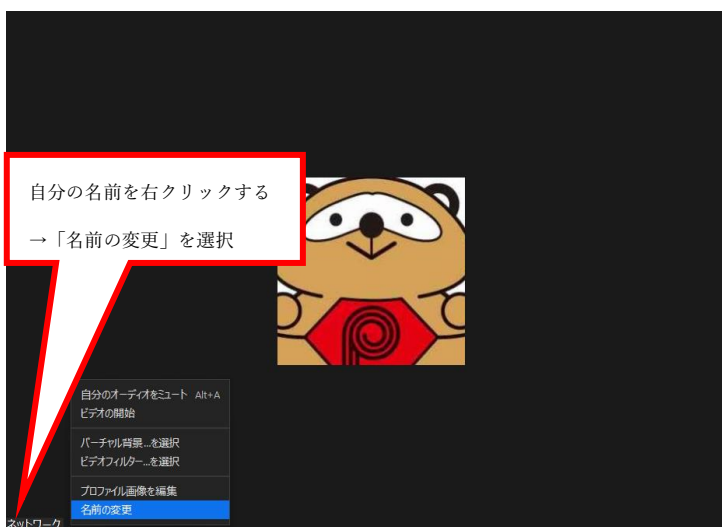 自分の名前を右クリックする
→「名前の変更」を選択
自分のオーディオをミュート Alt+A
ビデオの開始
バーチャル背景...を選択
ビデオフィルター...を選択
プロファイル画像を編集
名前の変更
ネットワーク